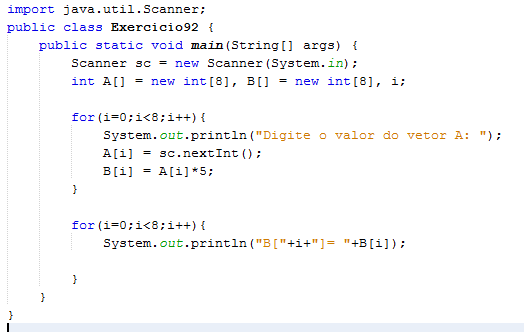 import java.util.Scanner;
public class Exercicio92 {
    public static void main(String[] args) {
        Scanner sc = new Scanner(System.in);
        int A[] = new int[8], B[] = new int[8], i;

        for(i=0;i<8;i++){
            System.out.println("Digite o valor do vetor A: ");
            A[i] = sc.nextInt();
            B[i] = A[i]*5;
        }

        for(i=0;i<8;i++){
            System.out.println("B["+i+"]= "+B[i]);

        }
    }
}